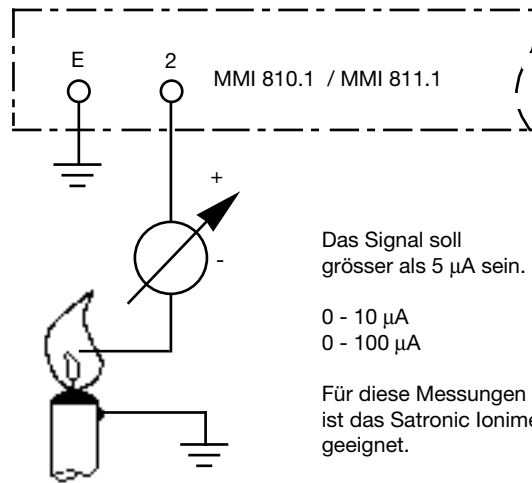 E
2
MMI 810.1 / MMI 811.1
+
-
Das Signal soll
grösser als 5 µA sein.
0 - 10 µA
0 - 100 µA
Für diese Messungen
ist das Satronic
geeignet.